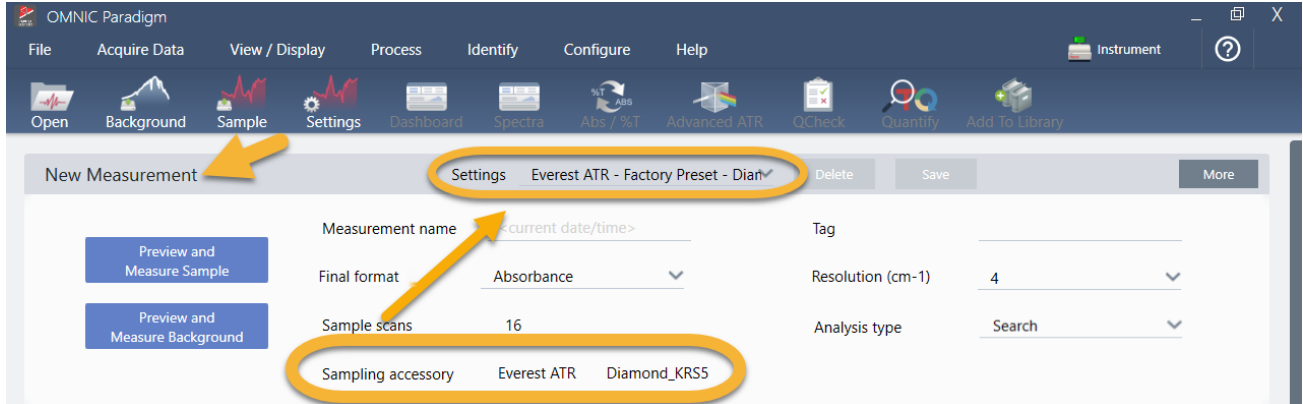 OMNIC Paradigm
File Acquire Data View / Display Process Identify Configure Help Instrument
%T ABS
Open Background Sample Settings Dashboard Spectra Abs / %T Advanced ATR QCheck Quantify Add To Library
New Measurement Settings Everest ATR - Factory Preset - Diam Delete Save More
Measurement name <current date/time> Tag
Preview and
Measure Sample
Final format Absorbance Resolution (cm-1) 4
Preview and
Measure Background
Sample scans 16 Analysis type Search
Sampling accessory Everest ATR Diamond_KRS5